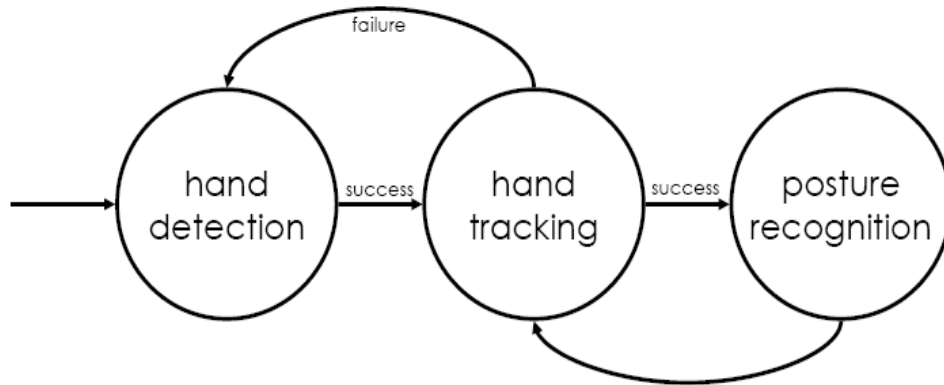 failure
hand
detection
success
hand
tracking
success
posture
recognition